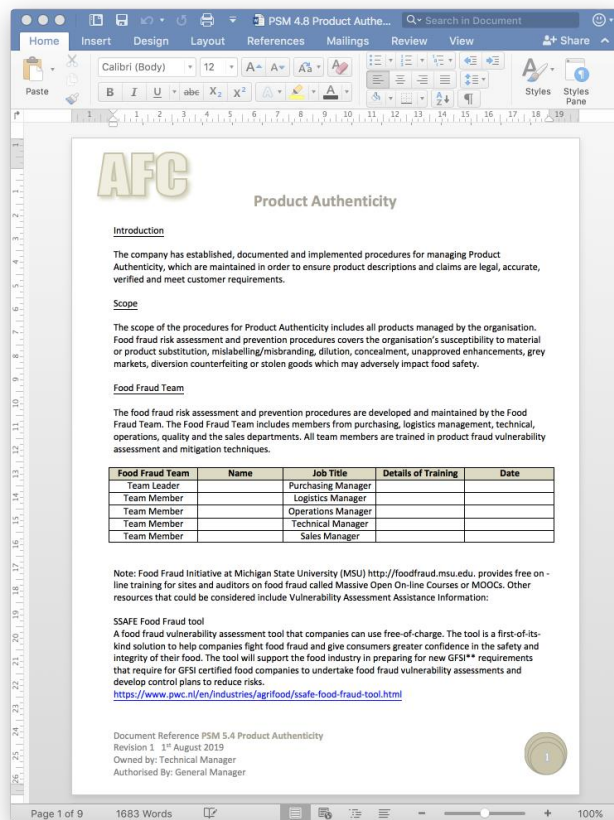 PSM 4.8 Product Authe...
Search in Document
Home Insert Design Layout References Mailings Review View Share
Paste
Calibri (Body) 12
Styles
Styles Pane
AFC
Product Authenticity
Introduction
The company has established, documented and implemented procedures for managing Product
Authenticity, which are maintained in order to ensure product descriptions and claims are legal, accurate,
verified and meet customer requirements.
Scope
The scope of the procedures for Product Authenticity includes all products managed by the organisation.
Food fraud risk assessment and prevention procedures covers the organisation's susceptibility to material
or product substitution, mislabelling/misbranding, dilution, concealment, unapproved enhancements, grey
markets, diversion counterfeiting or stolen goods which may adversely impact food safety.
Food Fraud Team
The food fraud risk assessment and prevention procedures are developed and maintained by the Food
Fraud Team. The Food Fraud Team includes members from purchasing, logistics management, technical,
operations, quality and the sales departments. All team members are trained in product fraud vulnerability
assessment and mitigation techniques.
Food Fraud Team Name Job Title Details of Training Date
Team Leader Purchasing Manager
Team Member Logistics Manager
Team Member Operations Manager
Team Member Technical Manager
Team Member Sales Manager
Note: Food Fraud Initiative at Michigan State University (MSU) http://foodfraud.msu.edu. provides free on -
line training for sites and auditors on food fraud called Massive Open On-line Courses or MOOCs. Other
resources that could be considered include Vulnerability Assessment Assistance Information:
SSAFE Food Fraud tool
A food fraud vulnerability assessment tool that companies can use free-of-charge. The tool is a first-of-its-
kind solution to help companies fight food fraud and give consumers greater confidence in the safety and
integrity of their food. The tool will support the food industry in preparing for new GFSI** requirements
that require for GFSI certified food companies to undertake food fraud vulnerability assessments and
develop control plans to reduce risks.
https://www.pwc.nl/en/industries/agrifood/ssafe-food-fraud-tool.html
Document Reference PSM 5.4 Product Authenticity
Revision 1 1st August 2019
Owned by: Technical Manager
Authorised By: General Manager
1
Page 1 of 9 1683 Words 100%